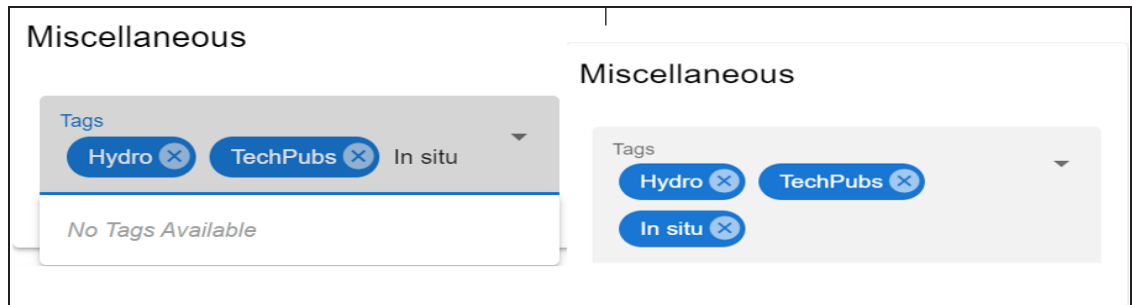 Miscellaneous
Tags
Hydro TechPubs In situ
No Tags Available
Miscellaneous
Tags
Hydro TechPubs
In situ